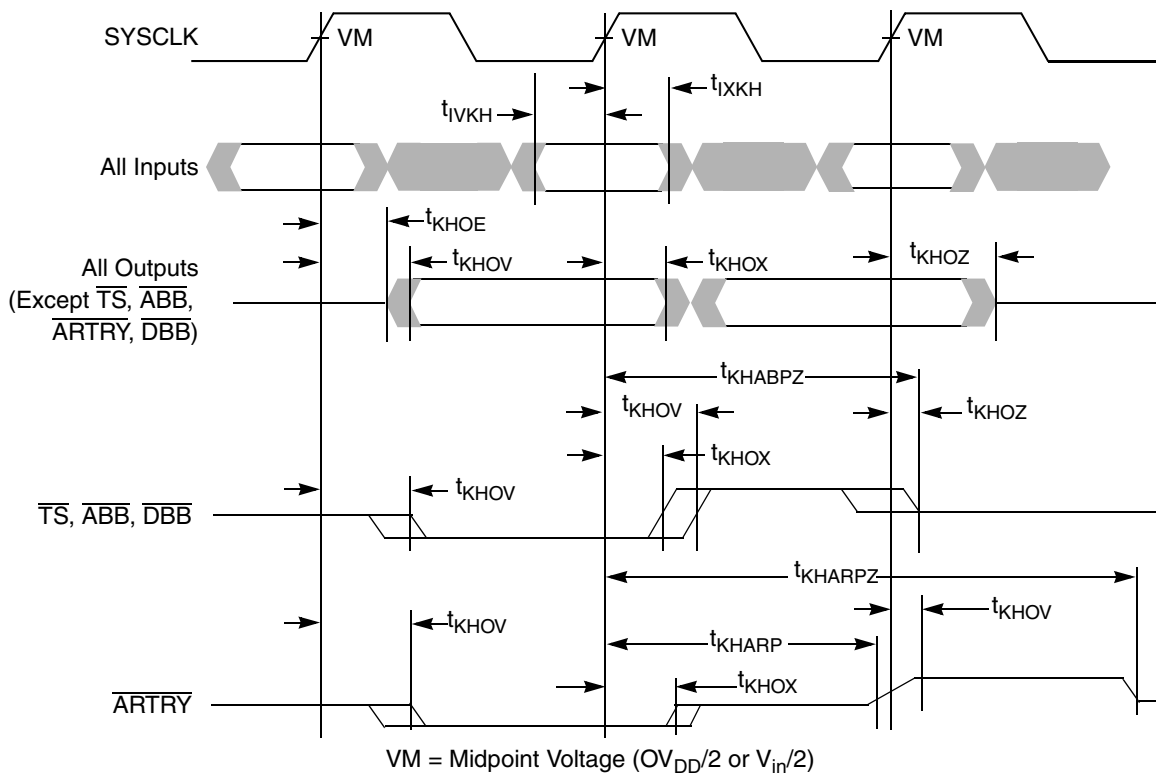 SYSCLK VM VM VM
tIXKH
tIVKH
All Inputs
tKHOE
tKHOV tKHOX tKHOZ
All Outputs
(Except TS, ABB,
ARTRY, DBB)
tKHABPZ
tKHOV tKHOZ
tKHOX
tKHOV
TS, ABB, DBB
tKHARPZ
tKHOV tKHOV
tKHARP
tKHOX
ARTRY
VM = Midpoint Voltage (OVDD/2 or Vin/2)